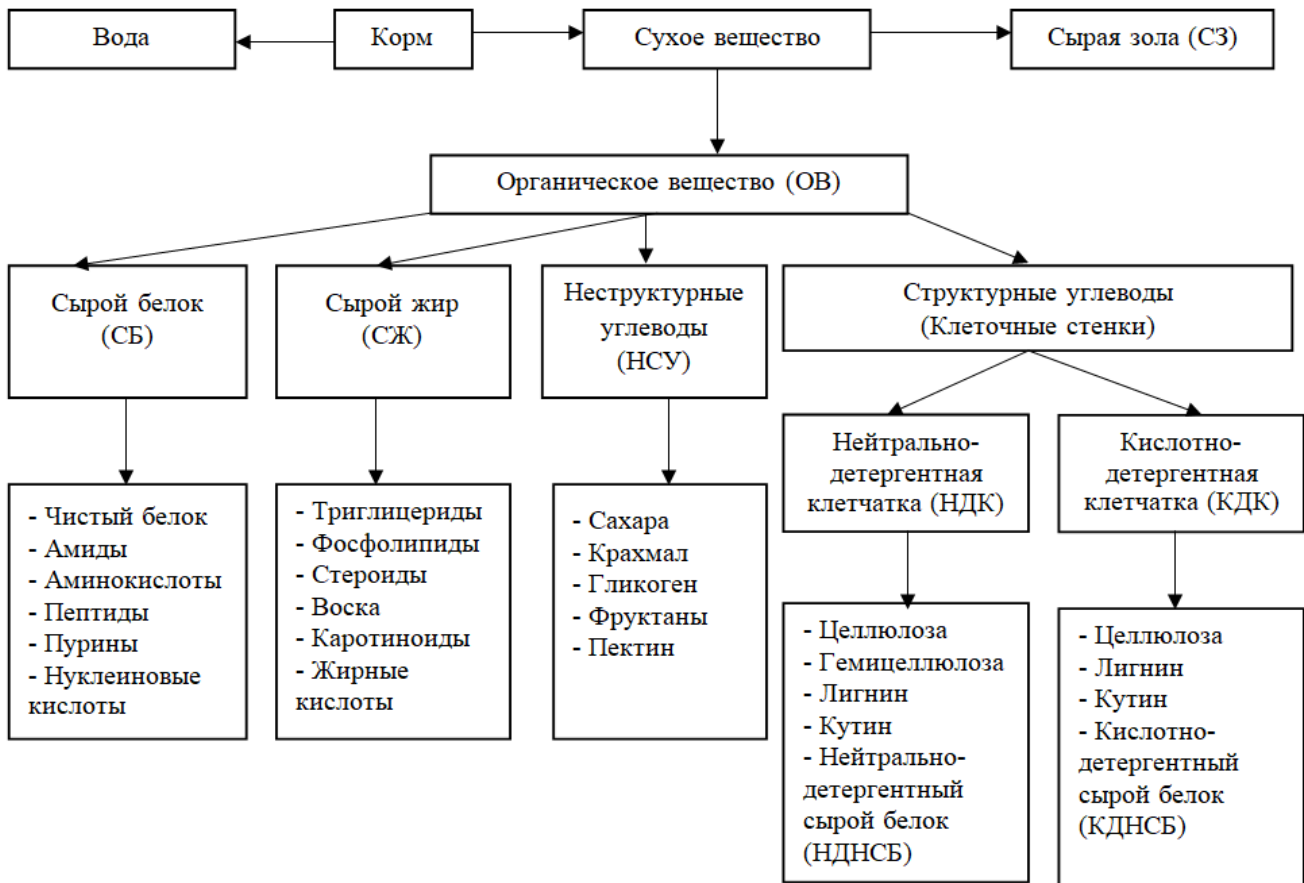 Вода
Корм
Сухое вещество
Сырая зола (СЗ)
Органическое вещество (ОВ)
Сырой белок
(СБ)
Сырой жир
(СЖ)
Неструктурные
углеводы
(НСУ)
Структурные углеводы
(Клеточные стенки)
Нейтрально-
детергентная
клетчатка (НДК)
Кислотно-
детергентная
клетчатка (КДК)
- Чистый белок
- Амиды
- Аминокислоты
- Пептиды
- Пурины
- Нуклеиновые
кислоты
- Триглицериды
- Фосфолипиды
- Стероиды
- Воска
- Каротиноиды
- Жирные
кислоты
- Сахара
- Крахмал
- Гликоген
- Фруктаны
- Пектин
- Целлюлоза
- Гемицеллюлоза
- Лигнин
- Кутин
- Нейтрально-
детергентный
сырой белок
(НДНСБ)
- Целлюлоза
- Лигнин
- Кутин
- Кислотно-
детергентный
сырой белок
(КДНСБ)